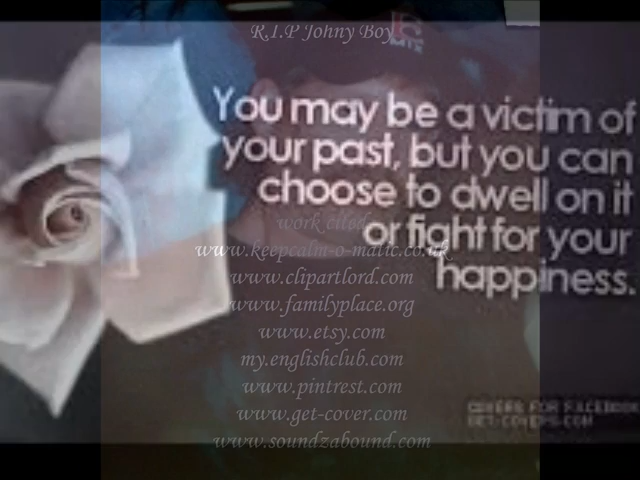 R.I.P Johny Boy
You may be a victim of
your past, but you can
choose to dwell on it
or fight for your
happiness.
work cited
www.keepcalm-o-matic.co.uk
www.clipartlord.com
www.familyplace.org
www.etsy.com
my.englishclub.com
www.pintrest.com
www.get-cover.com
www.soundzabound.com
COVERS FOR FACEBOOK
GET-COVERS.COM